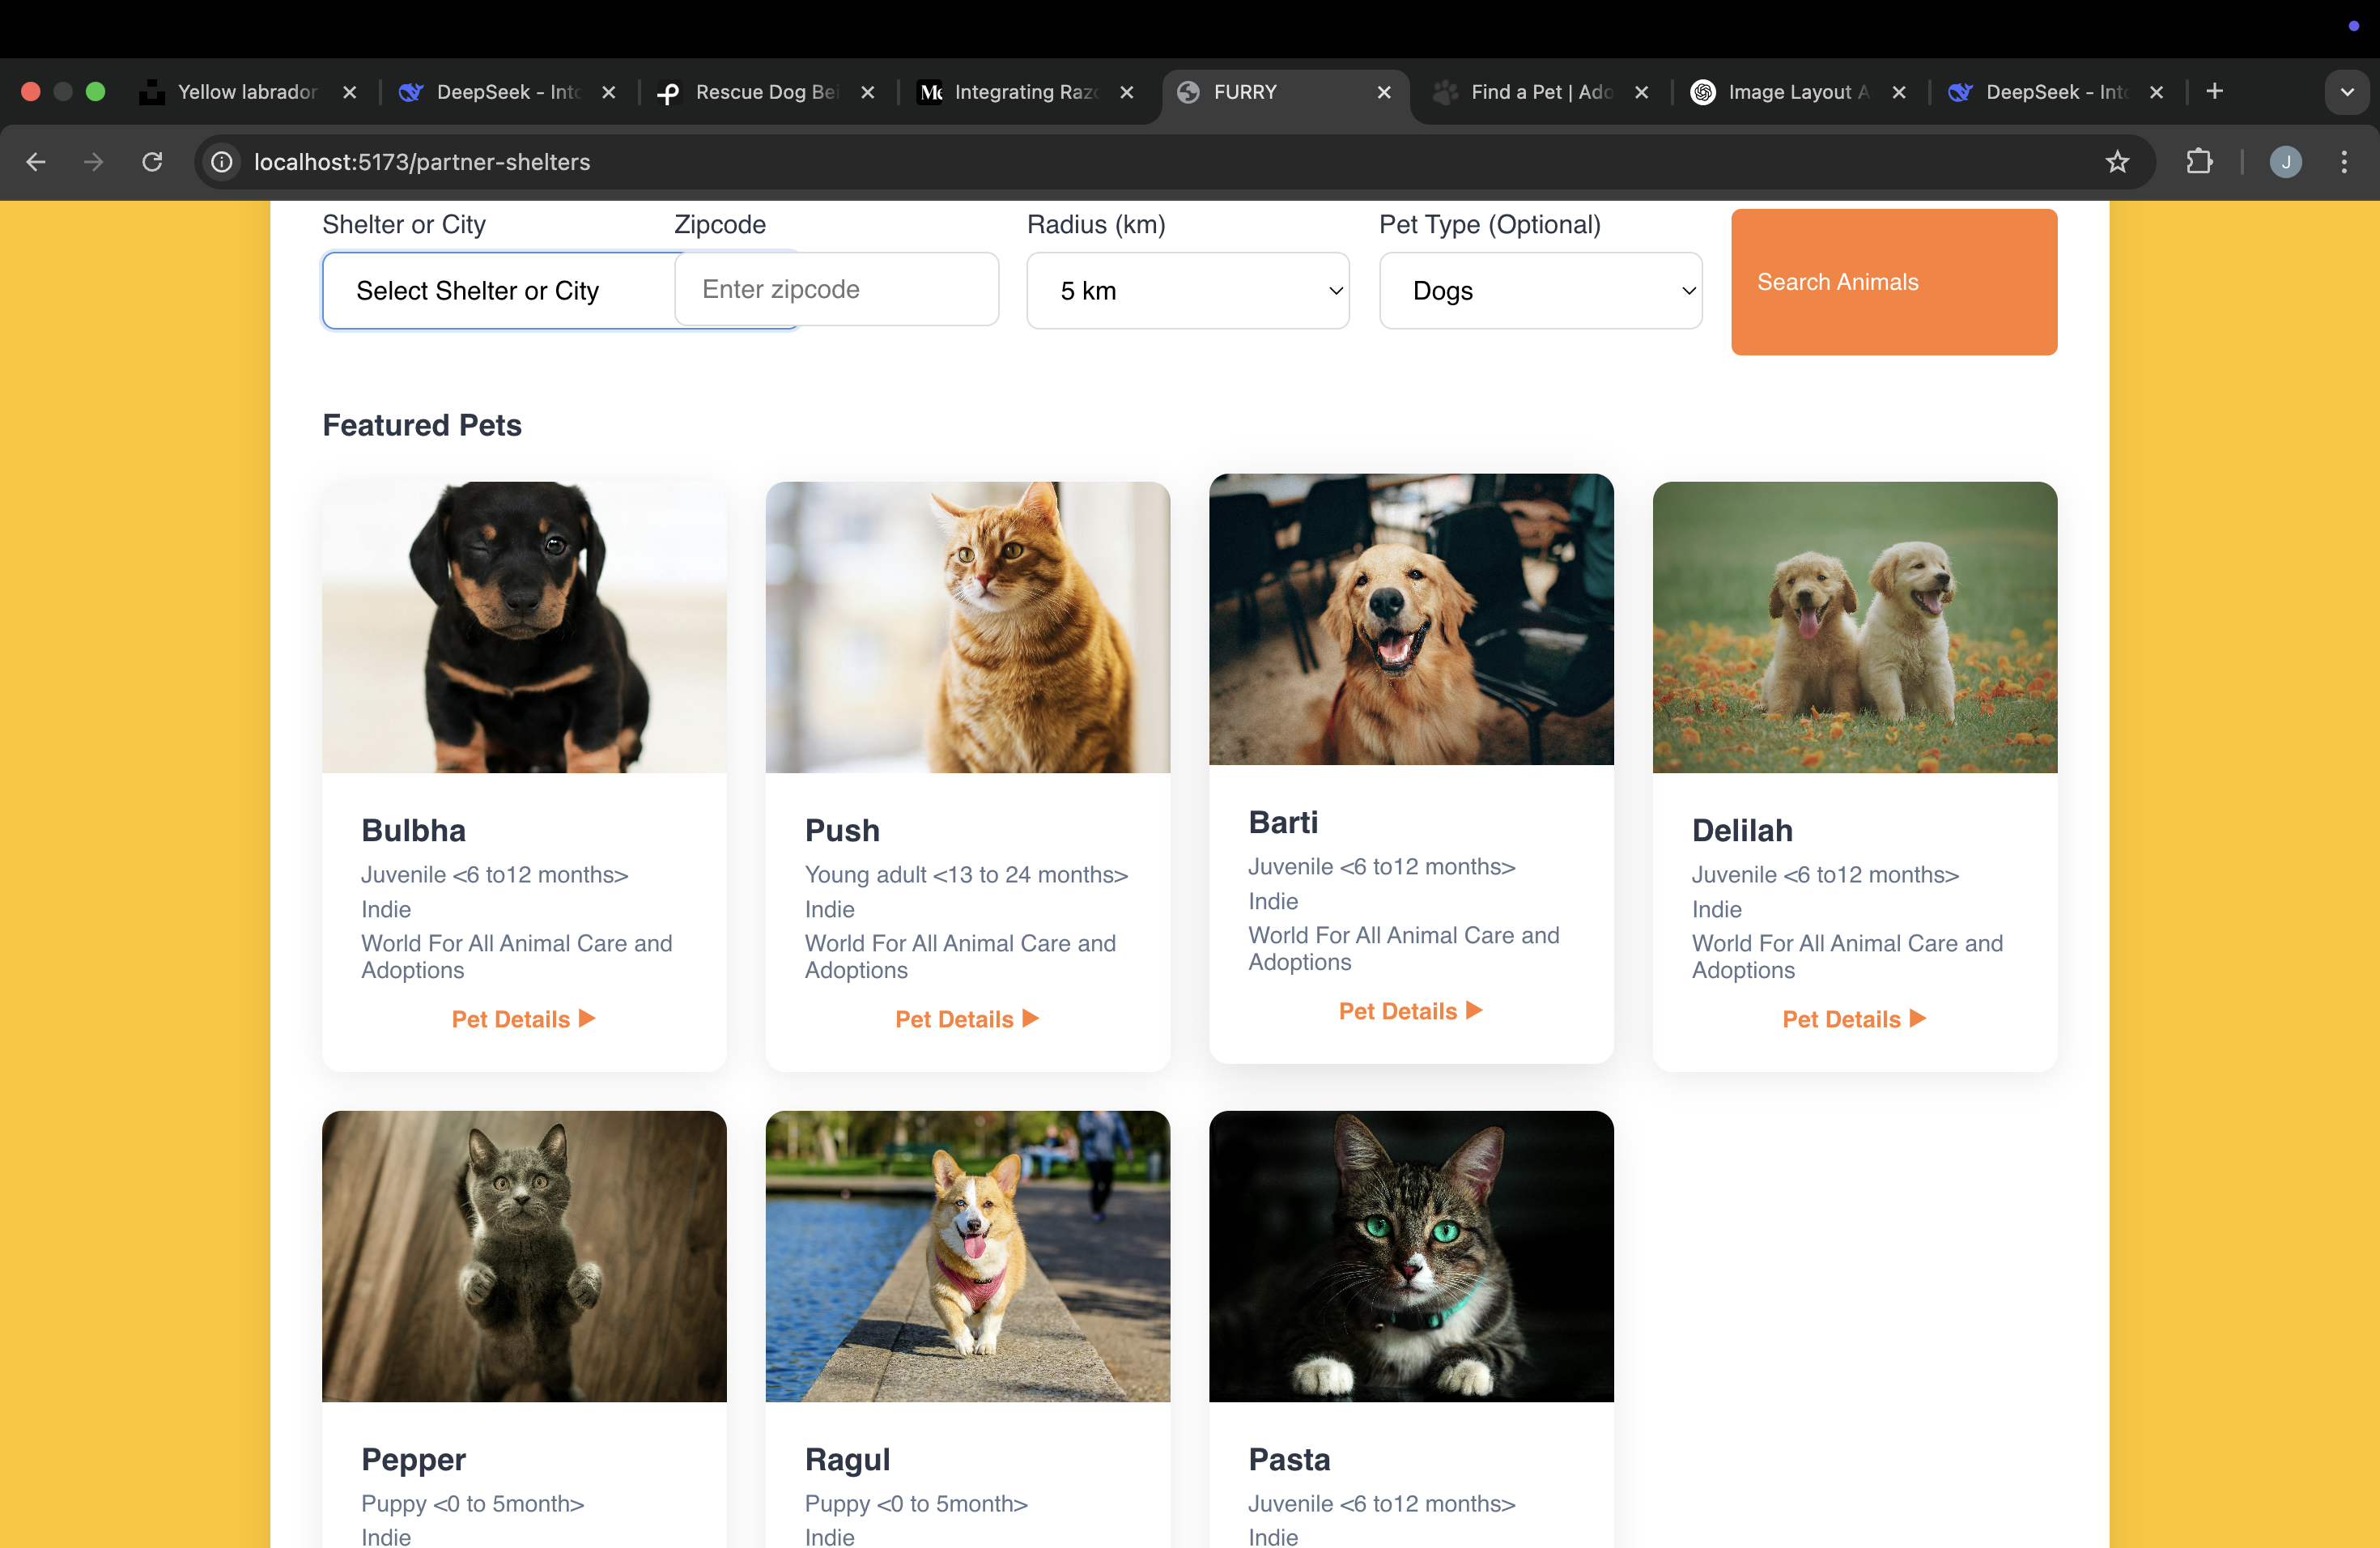 Yellow labrador
DeepSeek - Into
Rescue Dog Bei
Integrating Razo
FURRY
Find a Pet | Ado
Image Layout A
DeepSeek - Into
localhost:5173/partner-shelters
J
Shelter or City
Zipcode
Radius (km)
Pet Type (Optional)
Select Shelter or City
Enter zipcode
5 km
Dogs
Search Animals
Featured Pets
Bulbha
Juvenile <6 to12 months>
Indie
World For All Animal Care and
Adoptions
Pet Details ▶
Push
Young adult <13 to 24 months>
Indie
World For All Animal Care and
Adoptions
Pet Details ▶
Barti
Juvenile <6 to12 months>
Indie
World For All Animal Care and
Adoptions
Pet Details ▶
Delilah
Juvenile <6 to12 months>
Indie
World For All Animal Care and
Adoptions
Pet Details ▶
Pepper
Puppy <0 to 5month>
Indie
Ragul
Puppy <0 to 5month>
Indie
Pasta
Juvenile <6 to12 months>
Indie